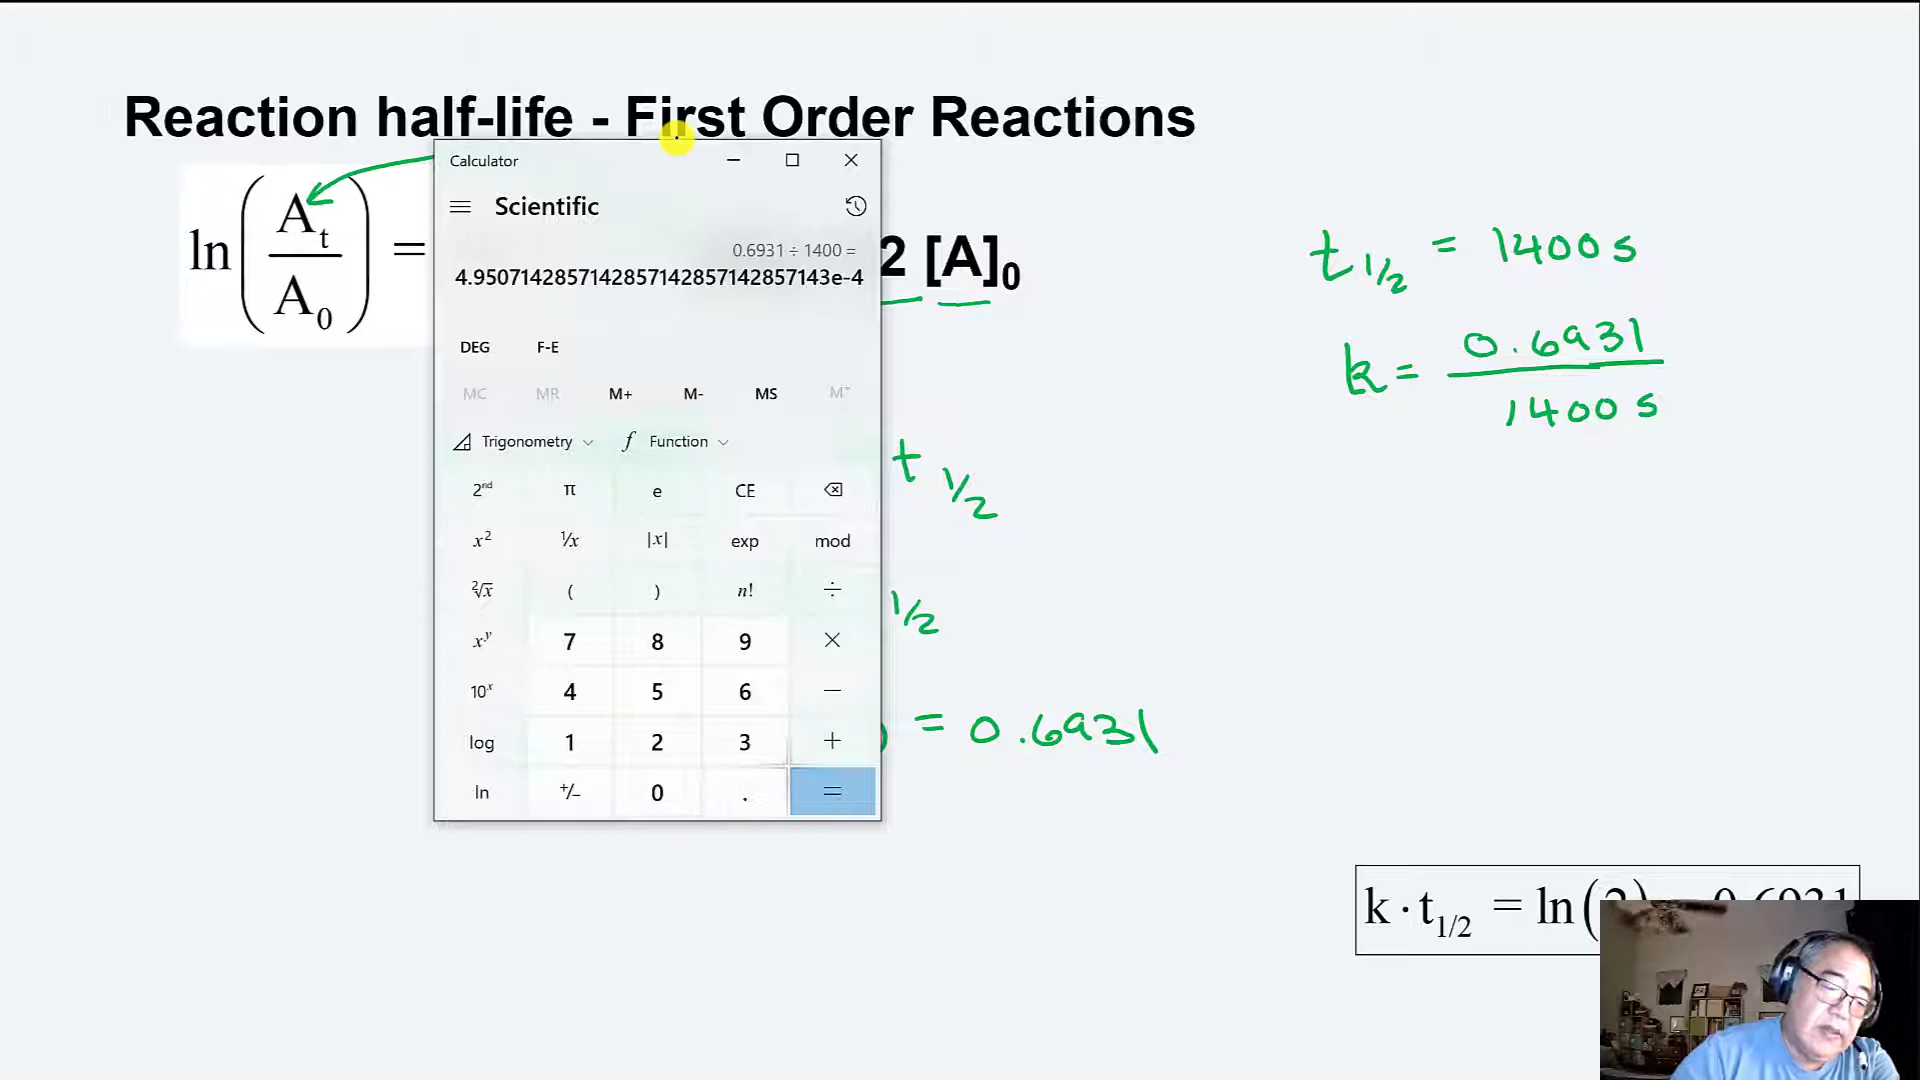 Reaction half-life - First Order Reactions
ln(At/A0) =
2 [A]0
Calculator
Scientific
0.6931 ÷ 1400 =
4.9507142857142857142857142857143e-4
DEG F-E
MC MR M+ M- MS M˅
Trigonometry Function
2nd π e CE
x² ¹/x |x| exp mod
²√x ( ) n! ÷
xʸ 7 8 9 ×
10ˣ 4 5 6 −
log 1 2 3 +
ln +/− 0 . =
t 1/2
1/2
) = 0.6931
t 1/2 = 1400 s
k = 0.6931 / 1400 s
k · t1/2 = ln(2)